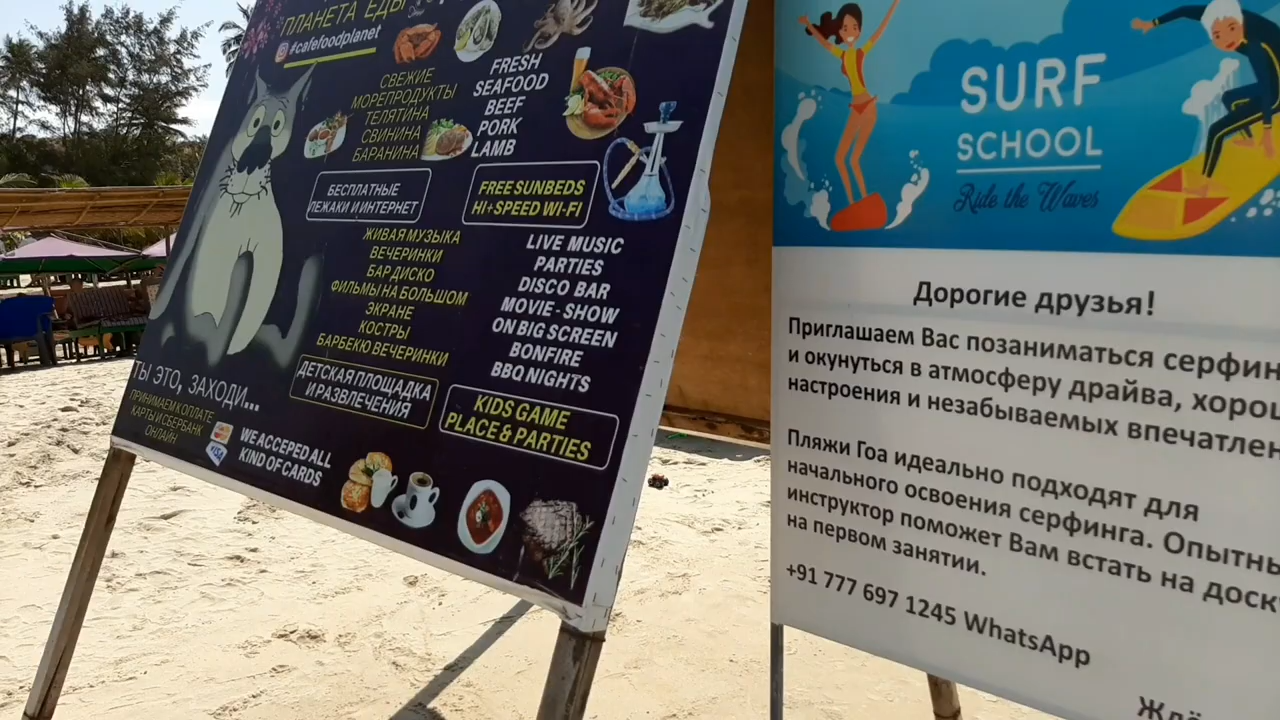 ПЛАНЕТА ЕДЫ
#cafefoodplanet
СВЕЖИЕ
МОРЕПРОДУКТЫ
ТЕЛЯТИНА
СВИНИНА
БАРАНИНА
FRESH
SEAFOOD
BEEF
PORK
LAMB
БЕСПЛАТНЫЕ
ЛЕЖАКИ И ИНТЕРНЕТ
FREE SUNBEDS
HI+SPEED WI-FI
ЖИВАЯ МУЗЫКА
ВЕЧЕРИНКИ
БАР ДИСКО
ФИЛЬМЫ НА БОЛЬШОМ
ЭКРАНЕ
КОСТРЫ
БАРБЕКЮ ВЕЧЕРИНКИ
LIVE MUSIC
PARTIES
DISCO BAR
MOVIE - SHOW
ON BIG SCREEN
BONFIRE
BBQ NIGHTS
ДЕТСКАЯ ПЛОЩАДКА
И РАЗВЛЕЧЕНИЯ
KIDS GAME
PLACE & PARTIES
ТЫ ЭТО, ЗАХОДИ...
ПРИНИМАЕМ К ОПЛАТЕ
КАРТЫ И СБЕРБАНК
ОНЛАЙН
VISA
WE ACCEPED ALL
KIND OF CARDS
SURF
SCHOOL
Ride the Waves
Дорогие друзья!
Приглашаем Вас позаниматься серфин
и окунуться в атмосферу драйва, хорош
настроения и незабываемых впечатлен
Пляжи Гоа идеально подходят для
начального освоения серфинга. Опытны
инструктор поможет Вам встать на доск
на первом занятии.
+91 777 697 1245 WhatsApp
Ждё